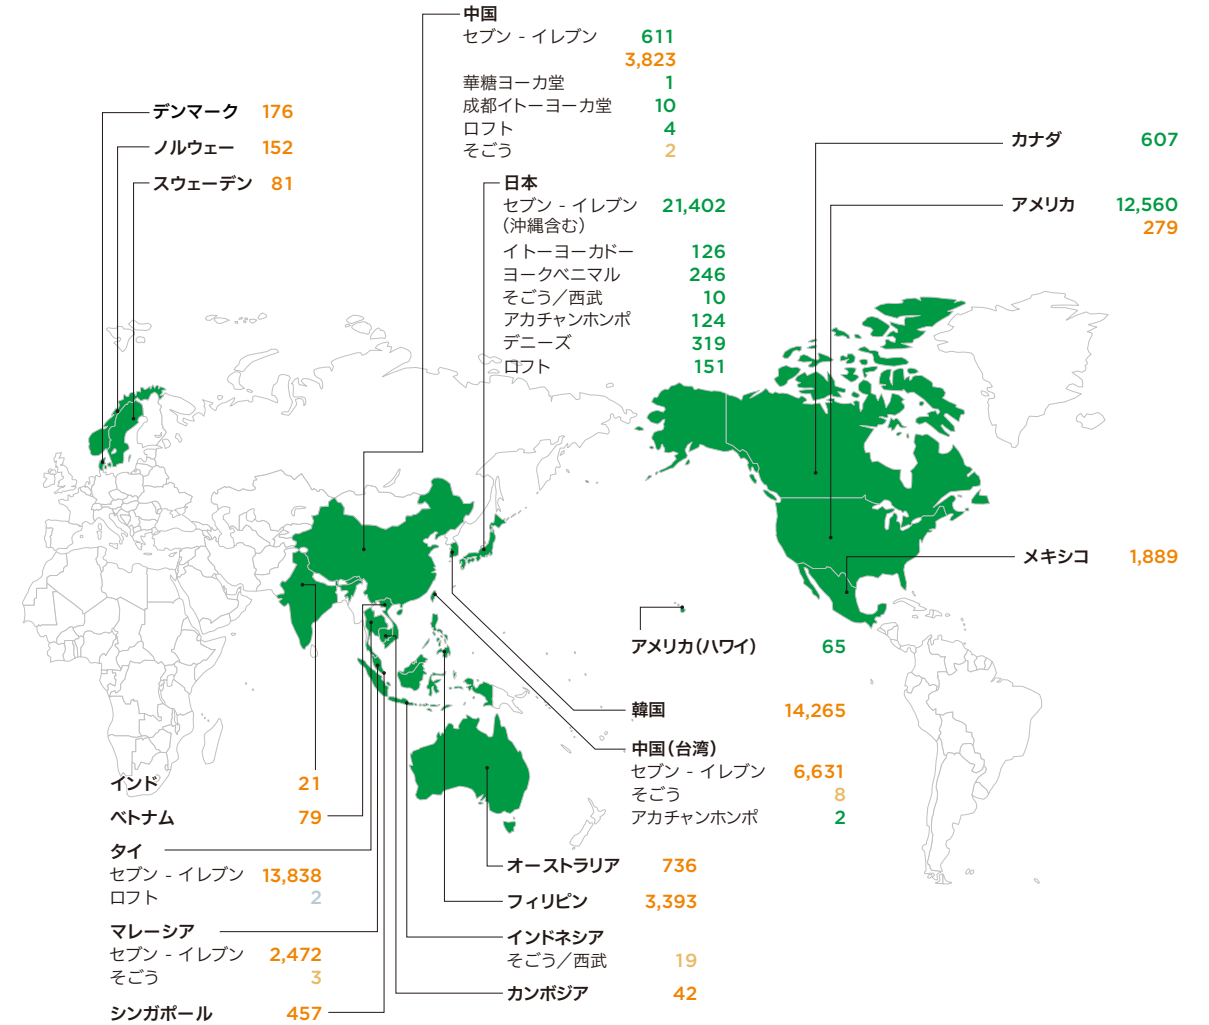 中国
セブン - イレブン 611
3,823
華糖ヨーカ堂 1
成都イトーヨーカ堂 10
ロフト 4
そごう 2
デンマーク 176
ノルウェー 152
スウェーデン 81
日本
セブン - イレブン 21,402
（沖縄含む）
イトーヨーカドー 126
ヨークベニマル 246
そごう／西武 10
アカチャンホンポ 124
デニーズ 319
ロフト 151
カナダ 607
アメリカ 12,560
279
メキシコ 1,889
アメリカ（ハワイ） 65
韓国 14,265
中国（台湾）
セブン - イレブン 6,631
そごう 8
アカチャンホンポ 2
インド 21
ベトナム 79
タイ
セブン - イレブン 13,838
ロフト 2
マレーシア
セブン - イレブン 2,472
そごう 3
シンガポール 457
オーストラリア 736
フィリピン 3,393
インドネシア
そごう／西武 19
カンボジア 42